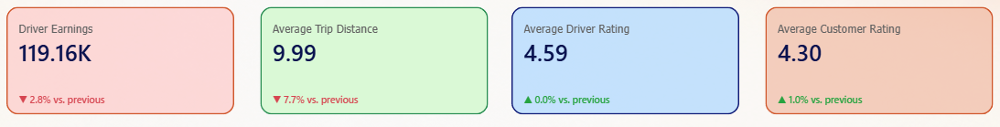 Driver Earnings
119.16K
▼ 2.8% vs. previous
Average Trip Distance
9.99
▼ 7.7% vs. previous
Average Driver Rating
4.59
▲ 0.0% vs. previous
Average Customer Rating
4.30
▲ 1.0% vs. previous